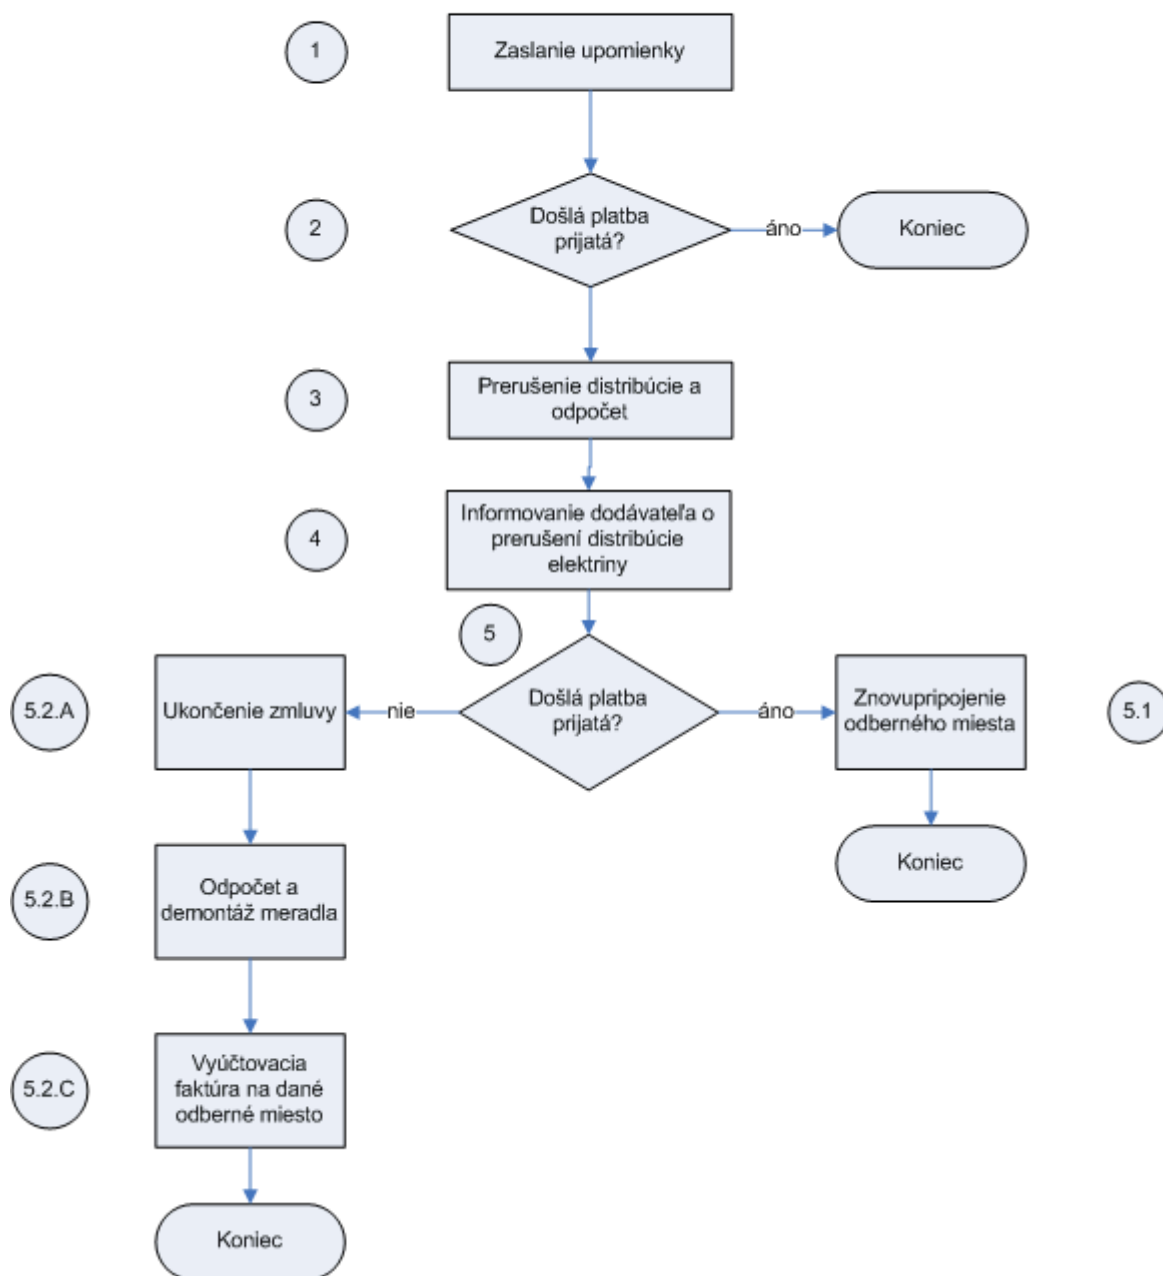 1
Zaslanie upomienky
2
Došlá platba
prijatá?
áno
Koniec
3
Prerušenie distribúcie a
odpočet
4
Informovanie dodávateľa o
prerušení distribúcie
elektriny
5
5.2.A
Ukončenie zmluvy
nie
Došlá platba
prijatá?
áno
Znovupripojenie
odberného miesta
5.1
Koniec
5.2.B
Odpočet a
demontáž meradla
5.2.C
Vyúčtovacia
faktúra na dané
odberné miesto
Koniec